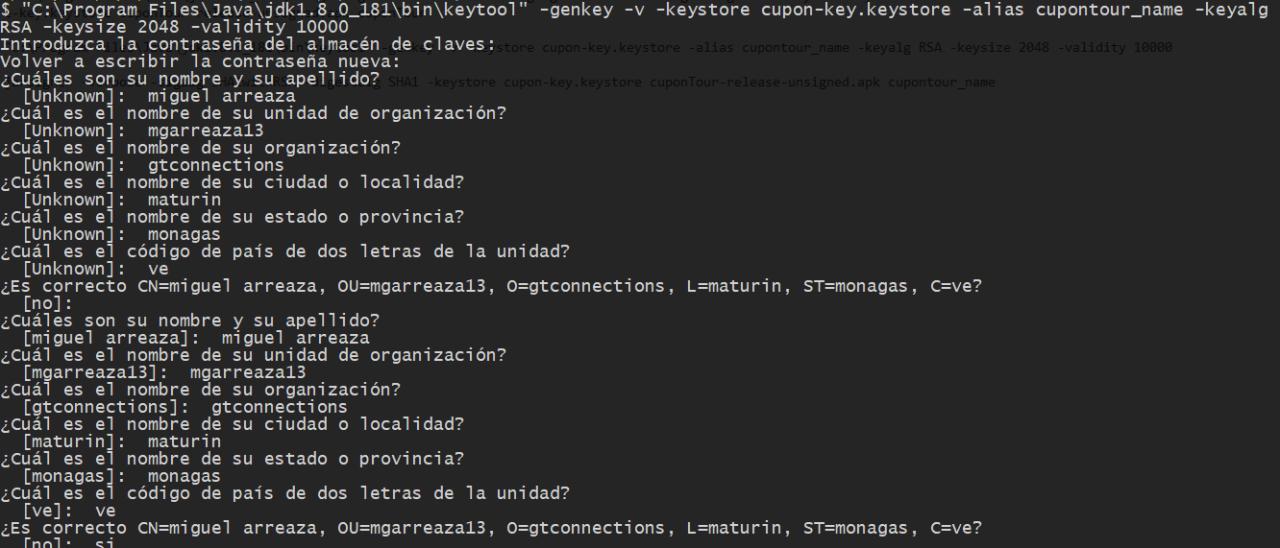 $ "C:\Program Files\Java\jdk1.8.0_181\bin\keytool" -genkey -v -keystore cupon-key.keystore -alias cupontour_name -keyalg
RSA -keysize 2048 -validity 10000
Introduzca la contraseña del almacén de claves:
keystore cupon-key.keystore -alias cupontour_name -keyalg RSA -keysize 2048 -validity 10000
Volver a escribir la contraseña nueva:
¿Cuáles son su nombre y su apellido?
SHA1 -keystore cupon-key.keystore cuponTour-release-unsigned.apk cupontour_name
[Unknown]: miguel arreaza
¿Cuál es el nombre de su unidad de organización?
[Unknown]: mgarreaza13
¿Cuál es el nombre de su organización?
[Unknown]: gtconnections
¿Cuál es el nombre de su ciudad o localidad?
[Unknown]: maturin
¿Cuál es el nombre de su estado o provincia?
[Unknown]: monagas
¿Cuál es el código de país de dos letras de la unidad?
[Unknown]: ve
¿Es correcto CN=miguel arreaza, OU=mgarreaza13, O=gtconnections, L=maturin, ST=monagas, C=ve?
[no]:
¿Cuáles son su nombre y su apellido?
[miguel arreaza]: miguel arreaza
¿Cuál es el nombre de su unidad de organización?
[mgarreaza13]: mgarreaza13
¿Cuál es el nombre de su organización?
[gtconnections]: gtconnections
¿Cuál es el nombre de su ciudad o localidad?
[maturin]: maturin
¿Cuál es el nombre de su estado o provincia?
[monagas]: monagas
¿Cuál es el código de país de dos letras de la unidad?
[ve]: ve
¿Es correcto CN=miguel arreaza, OU=mgarreaza13, O=gtconnections, L=maturin, ST=monagas, C=ve?
[no]: si